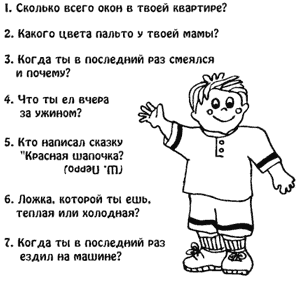 1. Сколько всего окон в твоей квартире?
2. Какого цвета пальто у твоей мамы?
3. Когда ты в последний раз смеялся
и почему?
4. Что ты ел вчера
за ужином?
5. Кто написал сказку
"Красная шапочка?
(Ш. Перро)
6. Ложка, которой ты ешь,
теплая или холодная?
7. Когда ты в последний раз
ездил на машине?